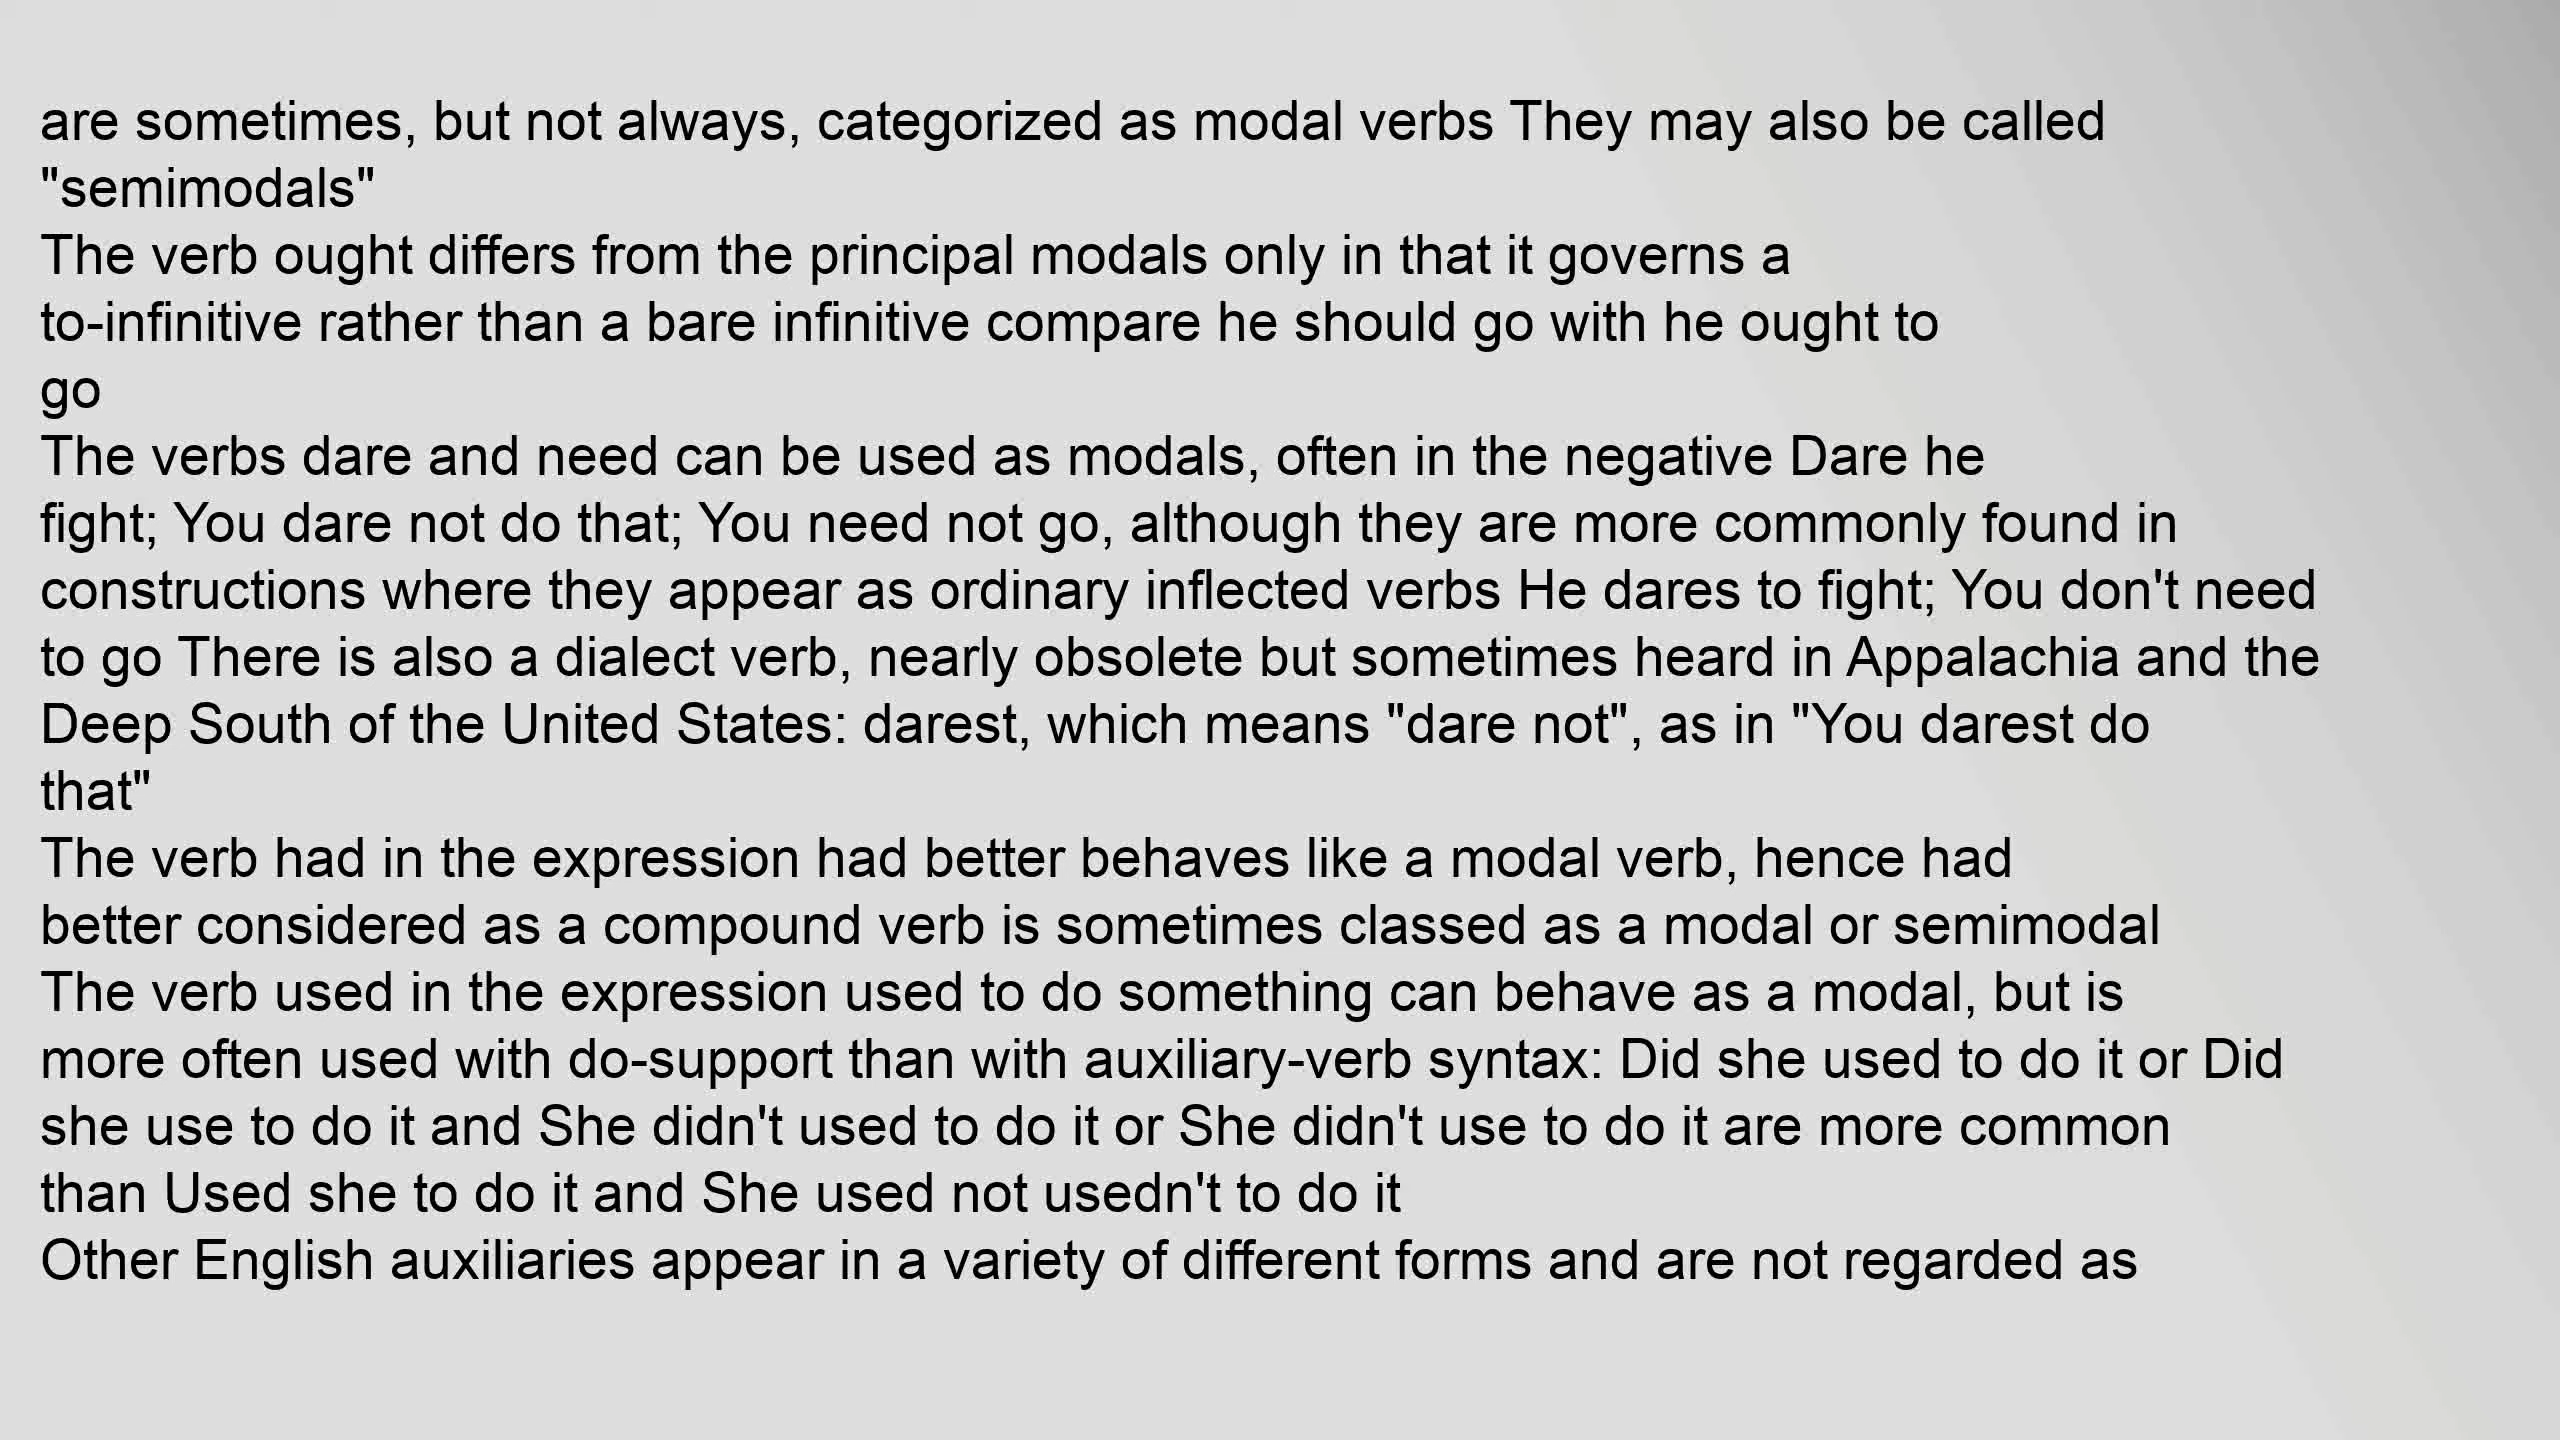 are sometimes, but not always, categorized as modal verbs They may also be called
"semimodals"
The verb ought differs from the principal modals only in that it governs a
to-infinitive rather than a bare infinitive compare he should go with he ought to
go
The verbs dare and need can be used as modals, often in the negative Dare he
fight; You dare not do that; You need not go, although they are more commonly found in
constructions where they appear as ordinary inflected verbs He dares to fight; You don't need
to go There is also a dialect verb, nearly obsolete but sometimes heard in Appalachia and the
Deep South of the United States: darest, which means "dare not", as in "You darest do
that"
The verb had in the expression had better behaves like a modal verb, hence had
better considered as a compound verb is sometimes classed as a modal or semimodal
The verb used in the expression used to do something can behave as a modal, but is
more often used with do-support than with auxiliary-verb syntax: Did she used to do it or Did
she use to do it and She didn't used to do it or She didn't use to do it are more common
than Used she to do it and She used not usedn't to do it
Other English auxiliaries appear in a variety of different forms and are not regarded as